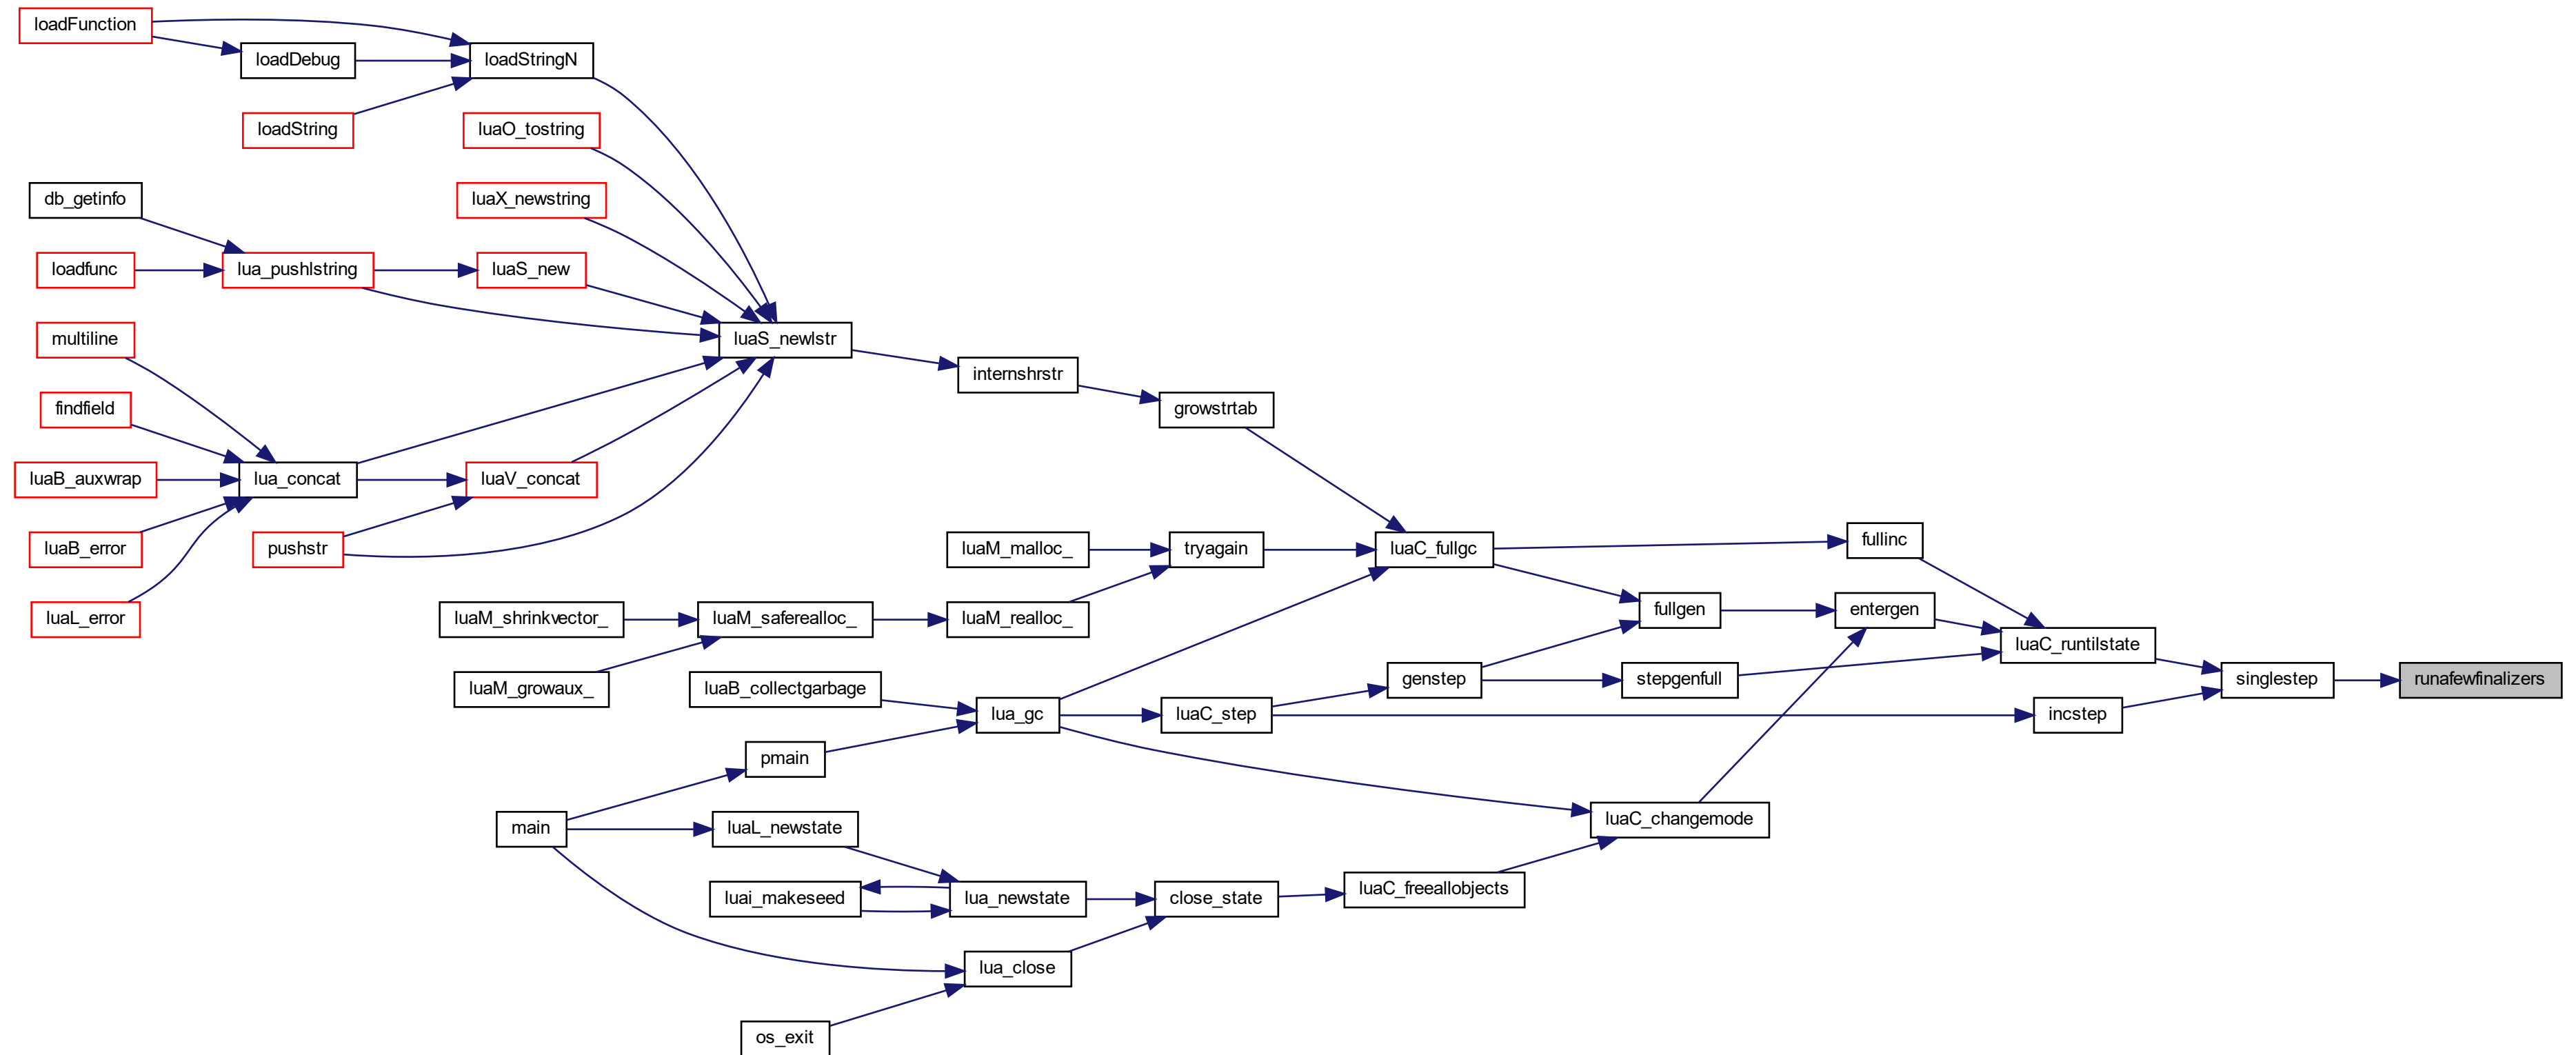 loadFunction
loadDebug
loadStringN
loadString
luaO_tostring
db_getinfo
luaX_newstring
loadfunc
lua_pushlstring
luaS_new
multiline
luaS_newlstr
internshrstr
growstrtab
findfield
luaB_auxwrap
lua_concat
luaV_concat
luaB_error
pushstr
luaM_malloc_
tryagain
luaC_fullgc
fullinc
luaL_error
luaM_shrinkvector_
luaM_saferealloc_
luaM_realloc_
fullgen
entergen
luaC_runtilstate
luaM_growaux_
luaB_collectgarbage
genstep
stepgenfull
singlestep
runafewfinalizers
lua_gc
luaC_step
incstep
pmain
main
luaL_newstate
luaC_changemode
luai_makeseed
lua_newstate
close_state
luaC_freeallobjects
lua_close
os_exit